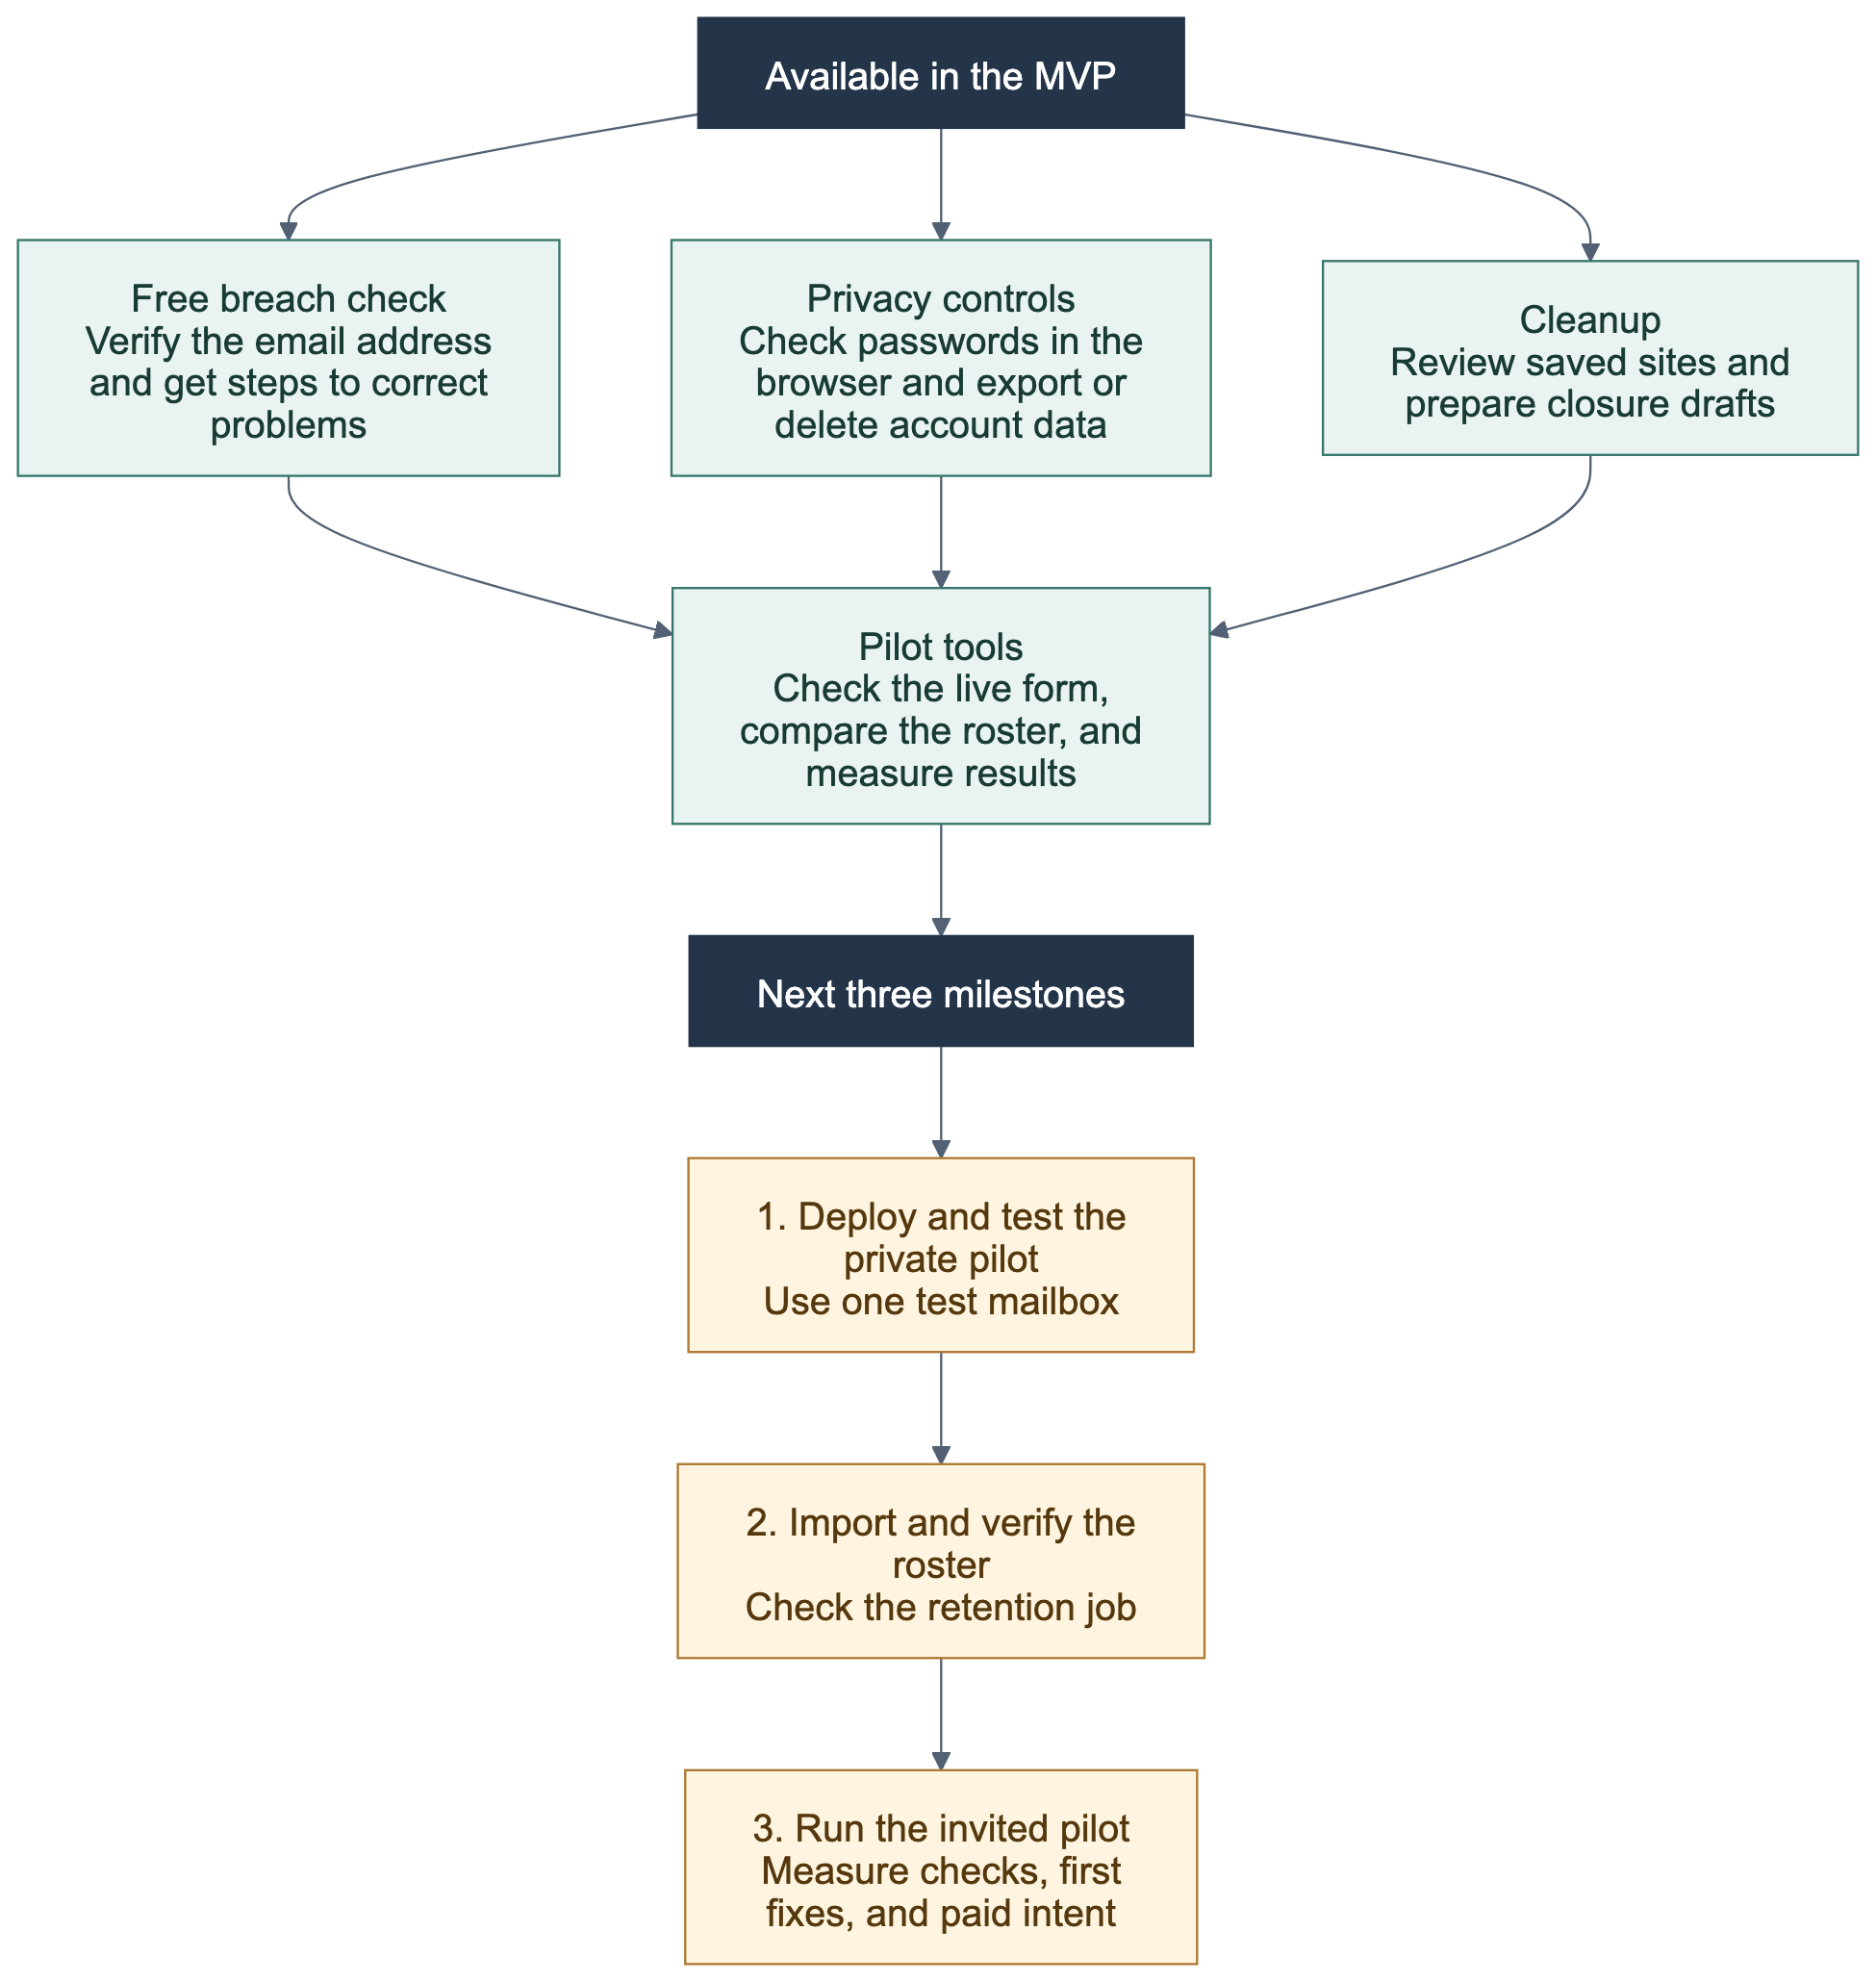 Available in the MVP
Free breach check
Verify the email address
and get steps to correct
problems
Privacy controls
Check passwords in the
browser and export or
delete account data
Cleanup
Review saved sites and
prepare closure drafts
Pilot tools
Check the live form,
compare the roster, and
measure results
Next three milestones
1. Deploy and test the
private pilot
Use one test mailbox
2. Import and verify the
roster
Check the retention job
3. Run the invited pilot
Measure checks, first
fixes, and paid intent